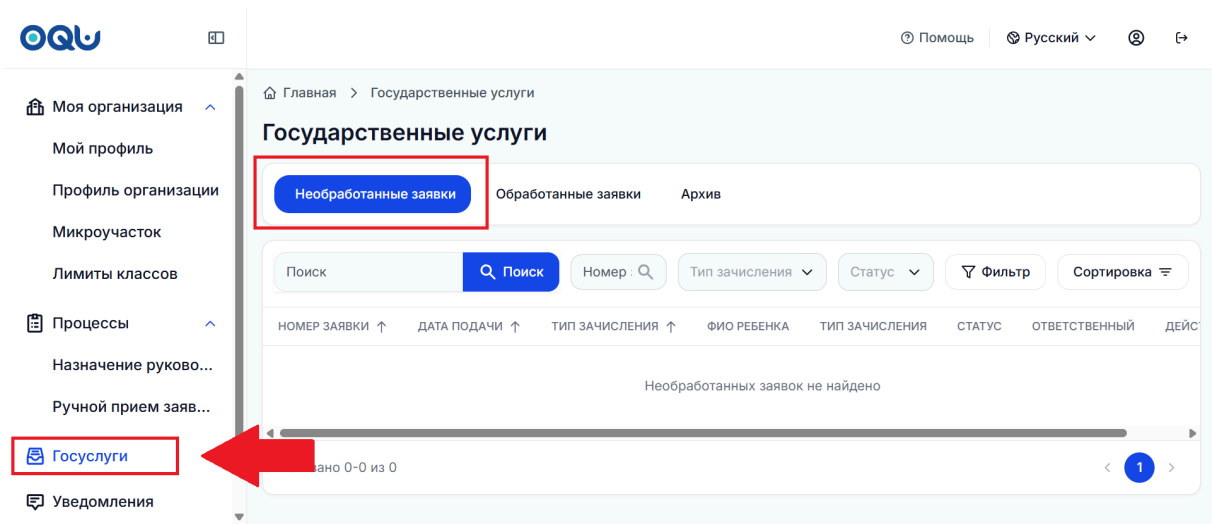 OQU
Помощь
Русский
Моя организация
Мой профиль
Профиль организации
Микроучасток
Лимиты классов
Процессы
Назначение руково...
Ручной прием заяв...
Госуслуги
Уведомления
Главная > Государственные услуги
Государственные услуги
Необработанные заявки Обработанные заявки Архив
Поиск Поиск Номер Тип зачисления Статус Фильтр Сортировка
НОМЕР ЗАЯВКИ ↑ ДАТА ПОДАЧИ ↑ ТИП ЗАЧИСЛЕНИЯ ↑ ФИО РЕБЕНКА ТИП ЗАЧИСЛЕНИЯ СТАТУС ОТВЕТСТВЕННЫЙ ДЕЙС
Необработанных заявок не найдено
0-0 из 0 < 1 >